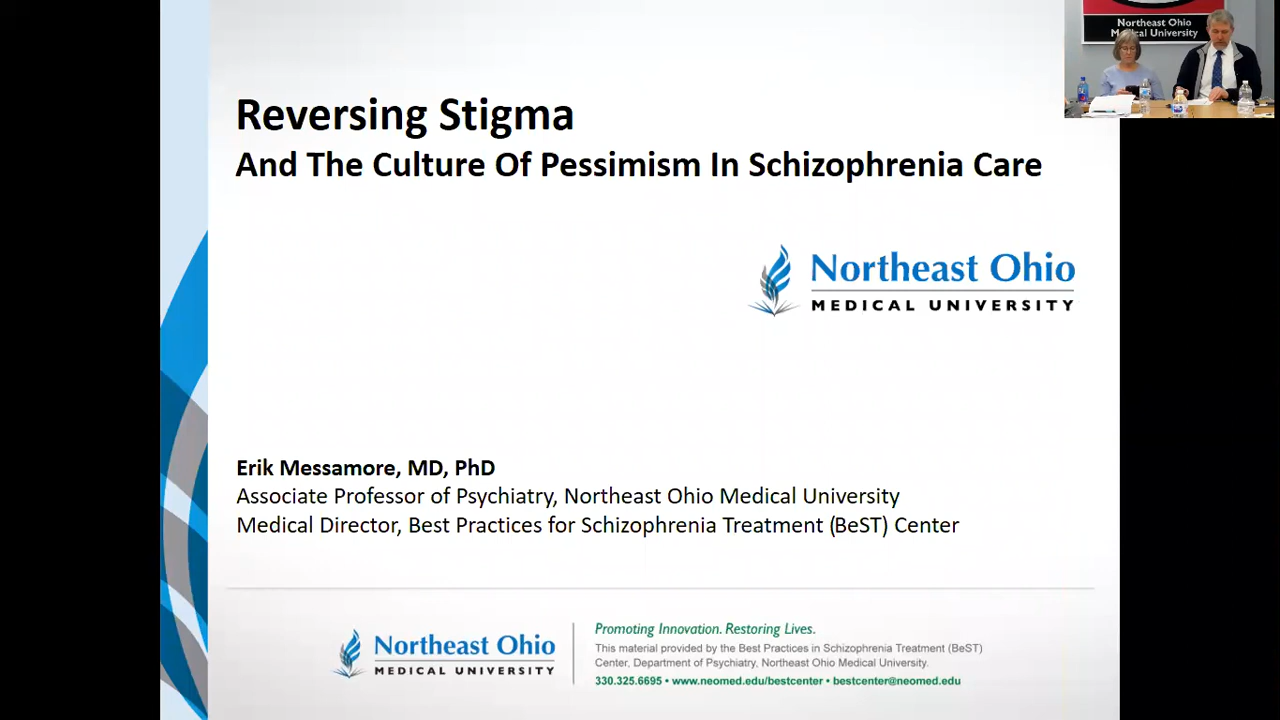 Northeast Ohio
Medical University
Reversing Stigma
And The Culture Of Pessimism In Schizophrenia Care
Northeast Ohio
MEDICAL UNIVERSITY
Erik Messamore, MD, PhD
Associate Professor of Psychiatry, Northeast Ohio Medical University
Medical Director, Best Practices for Schizophrenia Treatment (BeST) Center
Northeast Ohio
MEDICAL UNIVERSITY
Promoting Innovation. Restoring Lives.
This material provided by the Best Practices in Schizophrenia Treatment (BeST)
Center, Department of Psychiatry, Northeast Ohio Medical University.
330.325.6695 • www.neomed.edu/bestcenter • bestcenter@neomed.edu